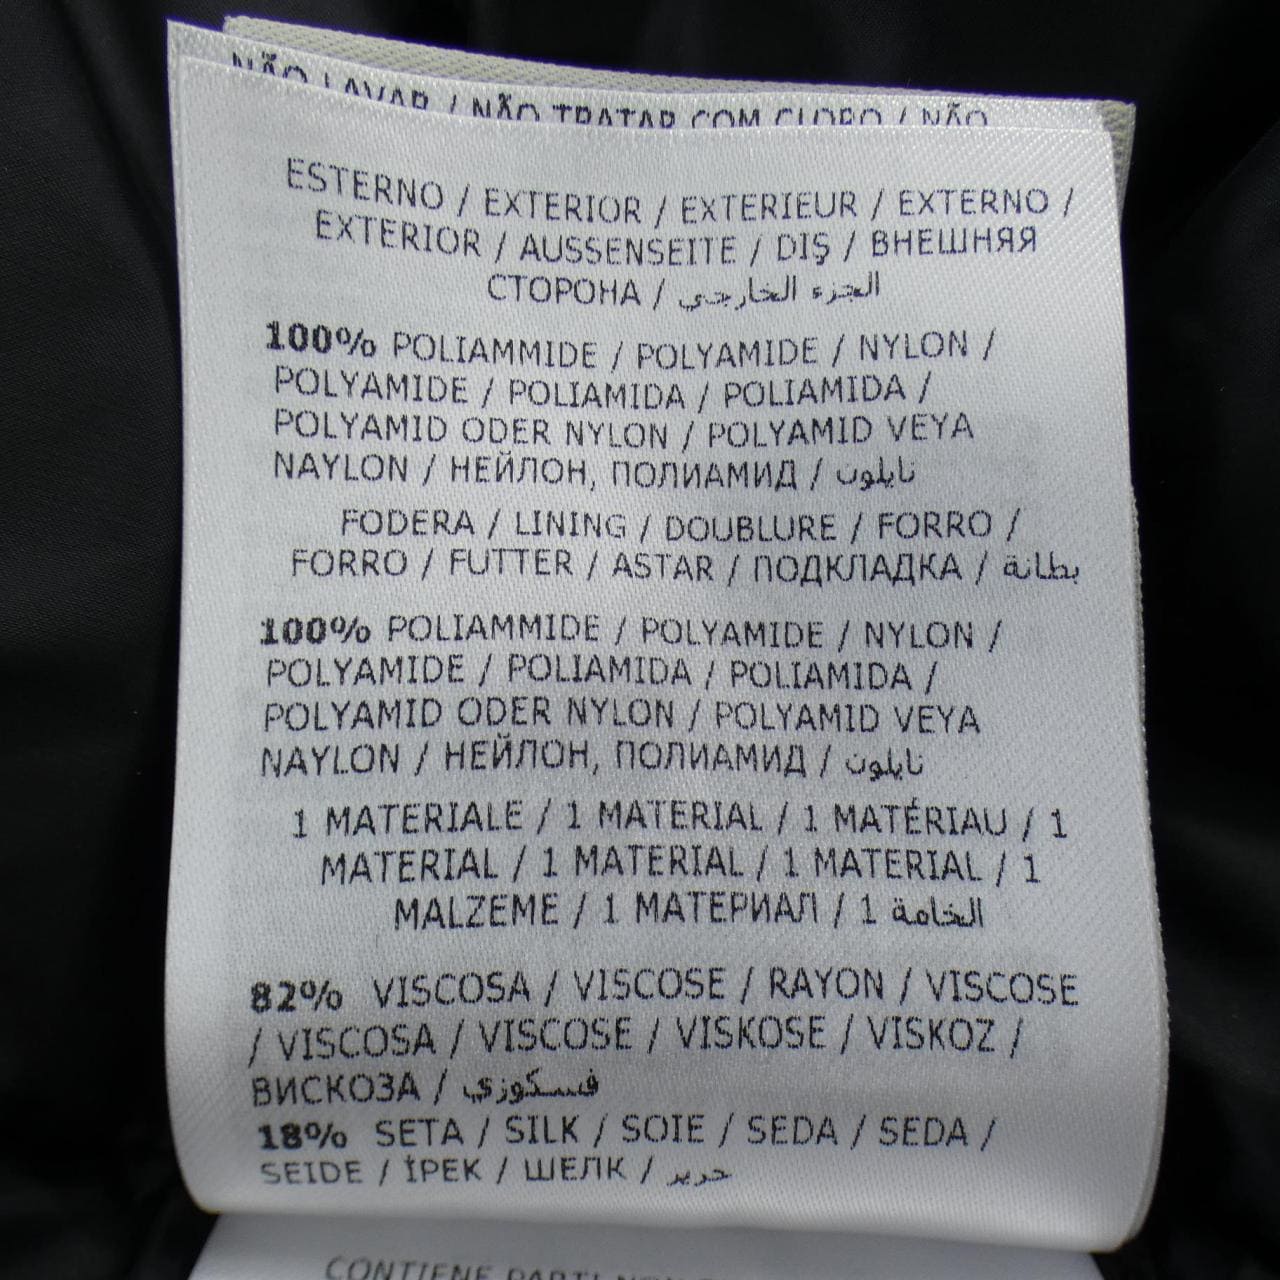 NÃO LAVAR / NÃO TRATAR COM CLORO / NÃO
ESTERNO / EXTERIOR / EXTERIEUR / EXTERNO /
EXTERIOR / AUSSENSEITE / DIŞ / ВНЕШНЯЯ
СТОРОНА / الجزء الخارجي
100% POLIAMMIDE / POLYAMIDE / NYLON /
POLYAMIDE / POLIAMIDA / POLIAMIDA /
POLYAMID ODER NYLON / POLYAMID VEYA
NAYLON / НЕЙЛОН, ПОЛИАМИД / نايلون
FODERA / LINING / DOUBLURE / FORRO /
FORRO / FUTTER / ASTAR / ПОДКЛАДКА / بطانة
100% POLIAMMIDE / POLYAMIDE / NYLON /
POLYAMIDE / POLIAMIDA / POLIAMIDA /
POLYAMID ODER NYLON / POLYAMID VEYA
NAYLON / НЕЙЛОН, ПОЛИАМИД / نايلون
1 MATERIALE / 1 MATERIAL / 1 MATÉRIAU / 1
MATERIAL / 1 MATERIAL / 1 MATERIAL / 1
MALZEME / 1 МАТЕРИАЛ / 1 الخامة
82% VISCOSA / VISCOSE / RAYON / VISCOSE
/ VISCOSA / VISCOSE / VISKOSE / VISKOZ /
ВИСКОЗА / فسكوزي
18% SETA / SILK / SOIE / SEDA / SEDA /
SEIDE / İPEK / ШЕЛК / حرير
CONTIENE PARTI